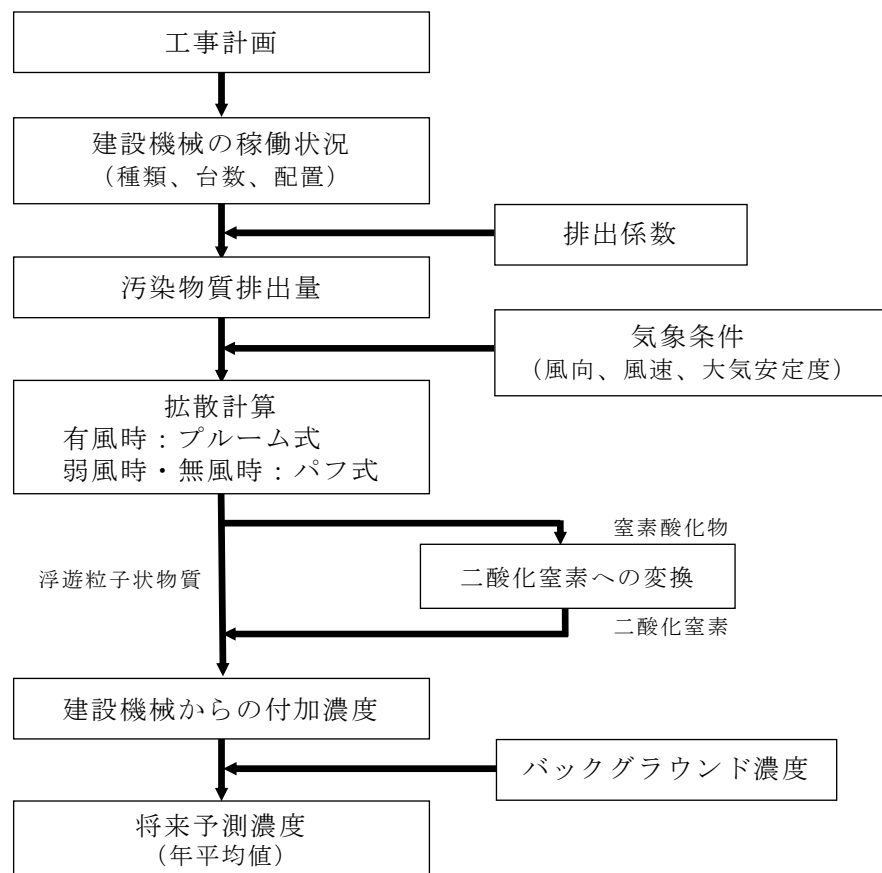 工事計画
建設機械の稼働状況
（種類、台数、配置）
排出係数
汚染物質排出量
気象条件
（風向、風速、大気安定度）
拡散計算
有風時：プルーム式
弱風時・無風時：パフ式
窒素酸化物
浮遊粒子状物質
二酸化窒素への変換
二酸化窒素
建設機械からの付加濃度
バックグラウンド濃度
将来予測濃度
（年平均値）